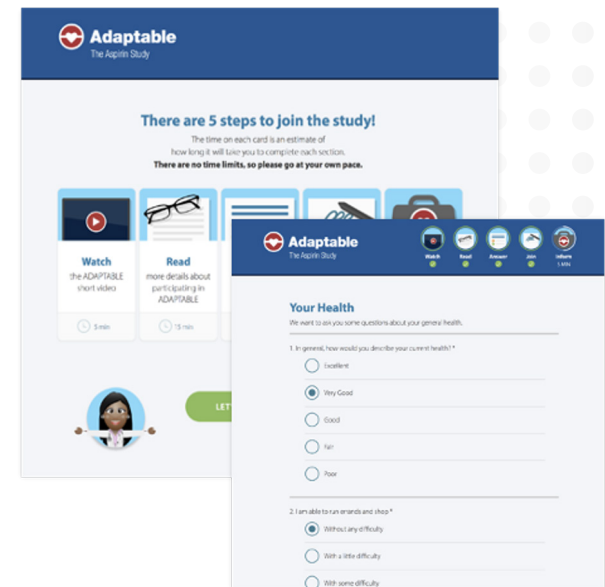 Adaptable
The Aspirin Study
There are 5 steps to join the study!
The time on each card is an estimate of
how long it will take you to complete each section.
There are no time limits, so please go at your own pace.
Watch
the ADAPTABLE
short video
5 min
Read
more details about
participating in
ADAPTABLE
15 min
LET'
Adaptable
The Aspirin Study
Watch
Read
Answer
Join
Inform
5 MIN
Your Health
We want to ask you some questions about your general health.
1. In general, how would you describe your current health? *
Excellent
Very Good
Good
Fair
Poor
2. I am able to run errands and shop *
Without any difficulty
With a little difficulty
With some difficulty